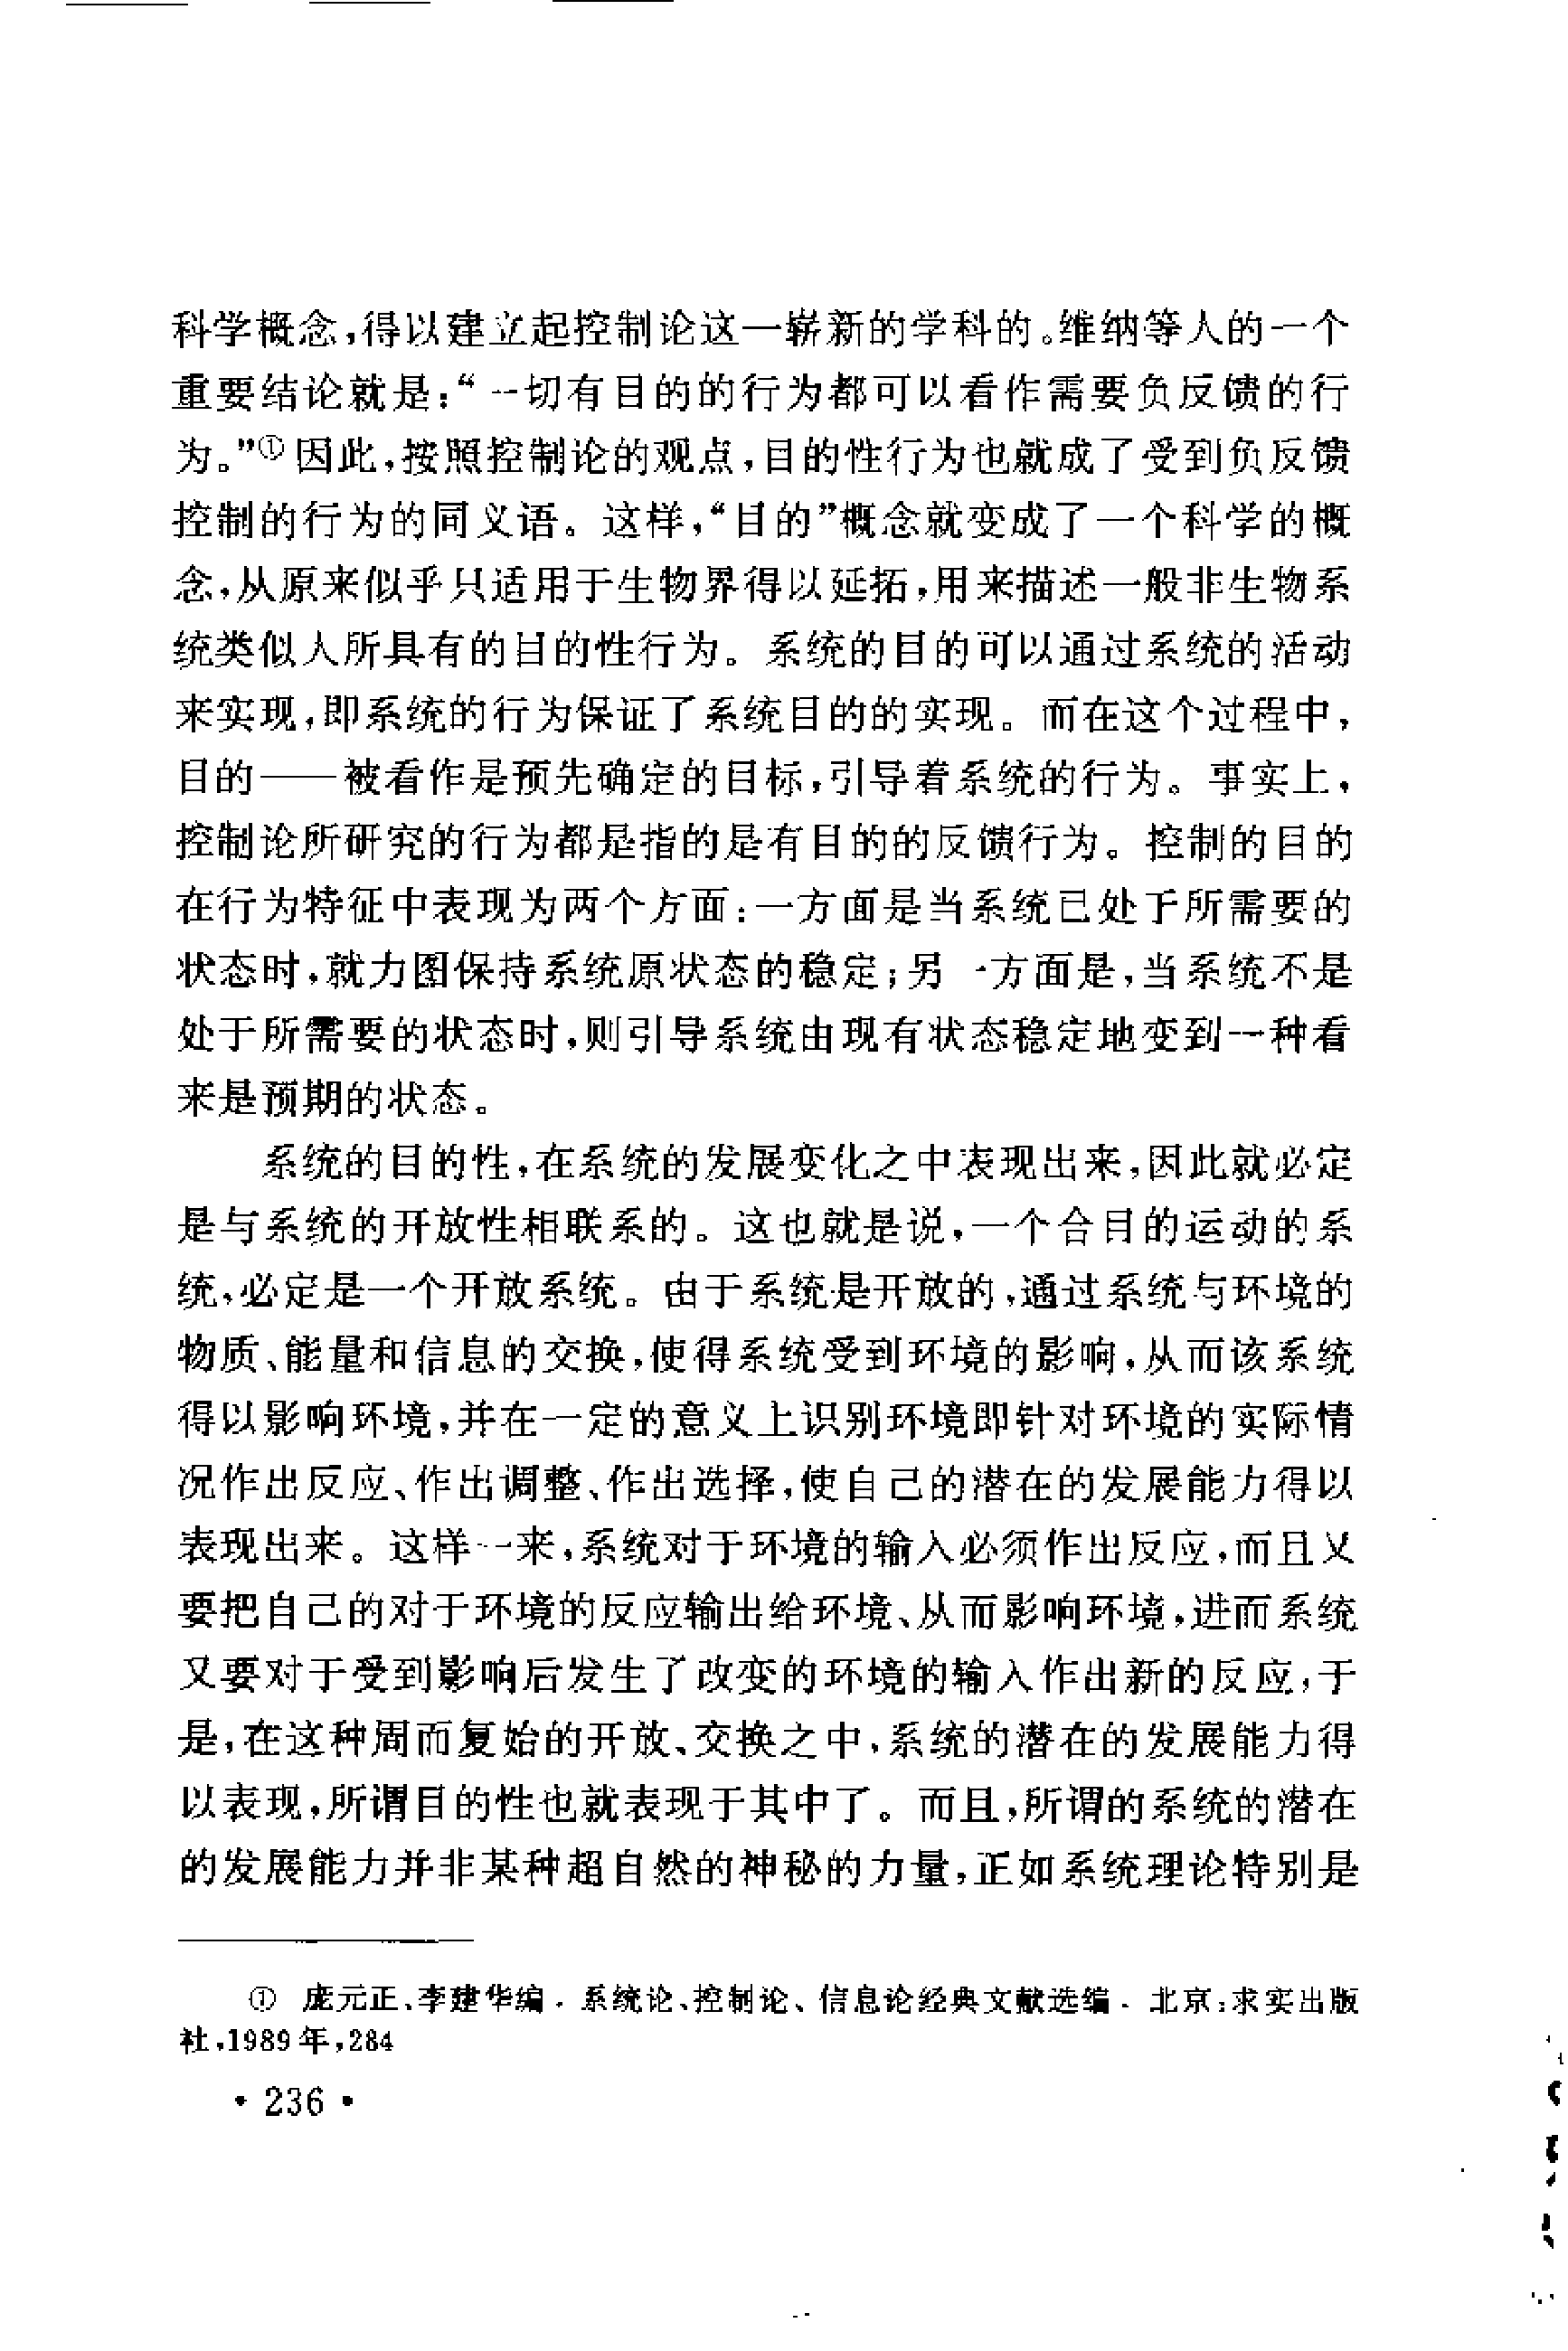 科学概念,得以建立起控制论这一崭新的学科的。维纳等人的一个
重要结论就是:“一切有目的的行为都可以看作需要负反馈的行
为。”①因此,按照控制论的观点,目的性行为也就成了受到负反馈
控制的行为的同义语。这样,“目的”概念就变成了一个科学的概
念,从原来似乎只适用于生物界得以延拓,用来描述一般非生物系
统类似人所具有的目的性行为。系统的目的可以通过系统的活动
来实现,即系统的行为保证了系统目的的实现。而在这个过程中,
目的——被看作是预先确定的目标,引导着系统的行为。事实上,
控制论所研究的行为都是指的是有目的的反馈行为。控制的目的
在行为特征中表现为两个方面:一方面是当系统已处于所需要的
状态时,就力图保持系统原状态的稳定;另一方面是,当系统不是
处于所需要的状态时,则引导系统由现有状态稳定地变到一种看
来是预期的状态。
系统的目的性,在系统的发展变化之中表现出来,因此就必定
是与系统的开放性相联系的。这也就是说,一个合目的运动的系
统,必定是一个开放系统。由于系统是开放的,通过系统与环境的
物质、能量和信息的交换,使得系统受到环境的影响,从而该系统
得以影响环境,并在一定的意义上识别环境即针对环境的实际情
况作出反应、作出调整、作出选择,使自己的潜在的发展能力得以
表现出来。这样一来,系统对于环境的输入必须作出反应,而且又
要把自己的对于环境的反应输出给环境、从而影响环境,进而系统
又要对于受到影响后发生了改变的环境的输入作出新的反应,于
是,在这种周而复始的开放、交换之中,系统的潜在的发展能力得
以表现,所谓目的性也就表现于其中了。而且,所谓的系统的潜在
的发展能力并非某种超自然的神秘的力量,正如系统理论特别是
① 庞元正、李建华编.系统论、控制论、信息论经典文献选编.北京:求实出版
社,1989年,284
·236·